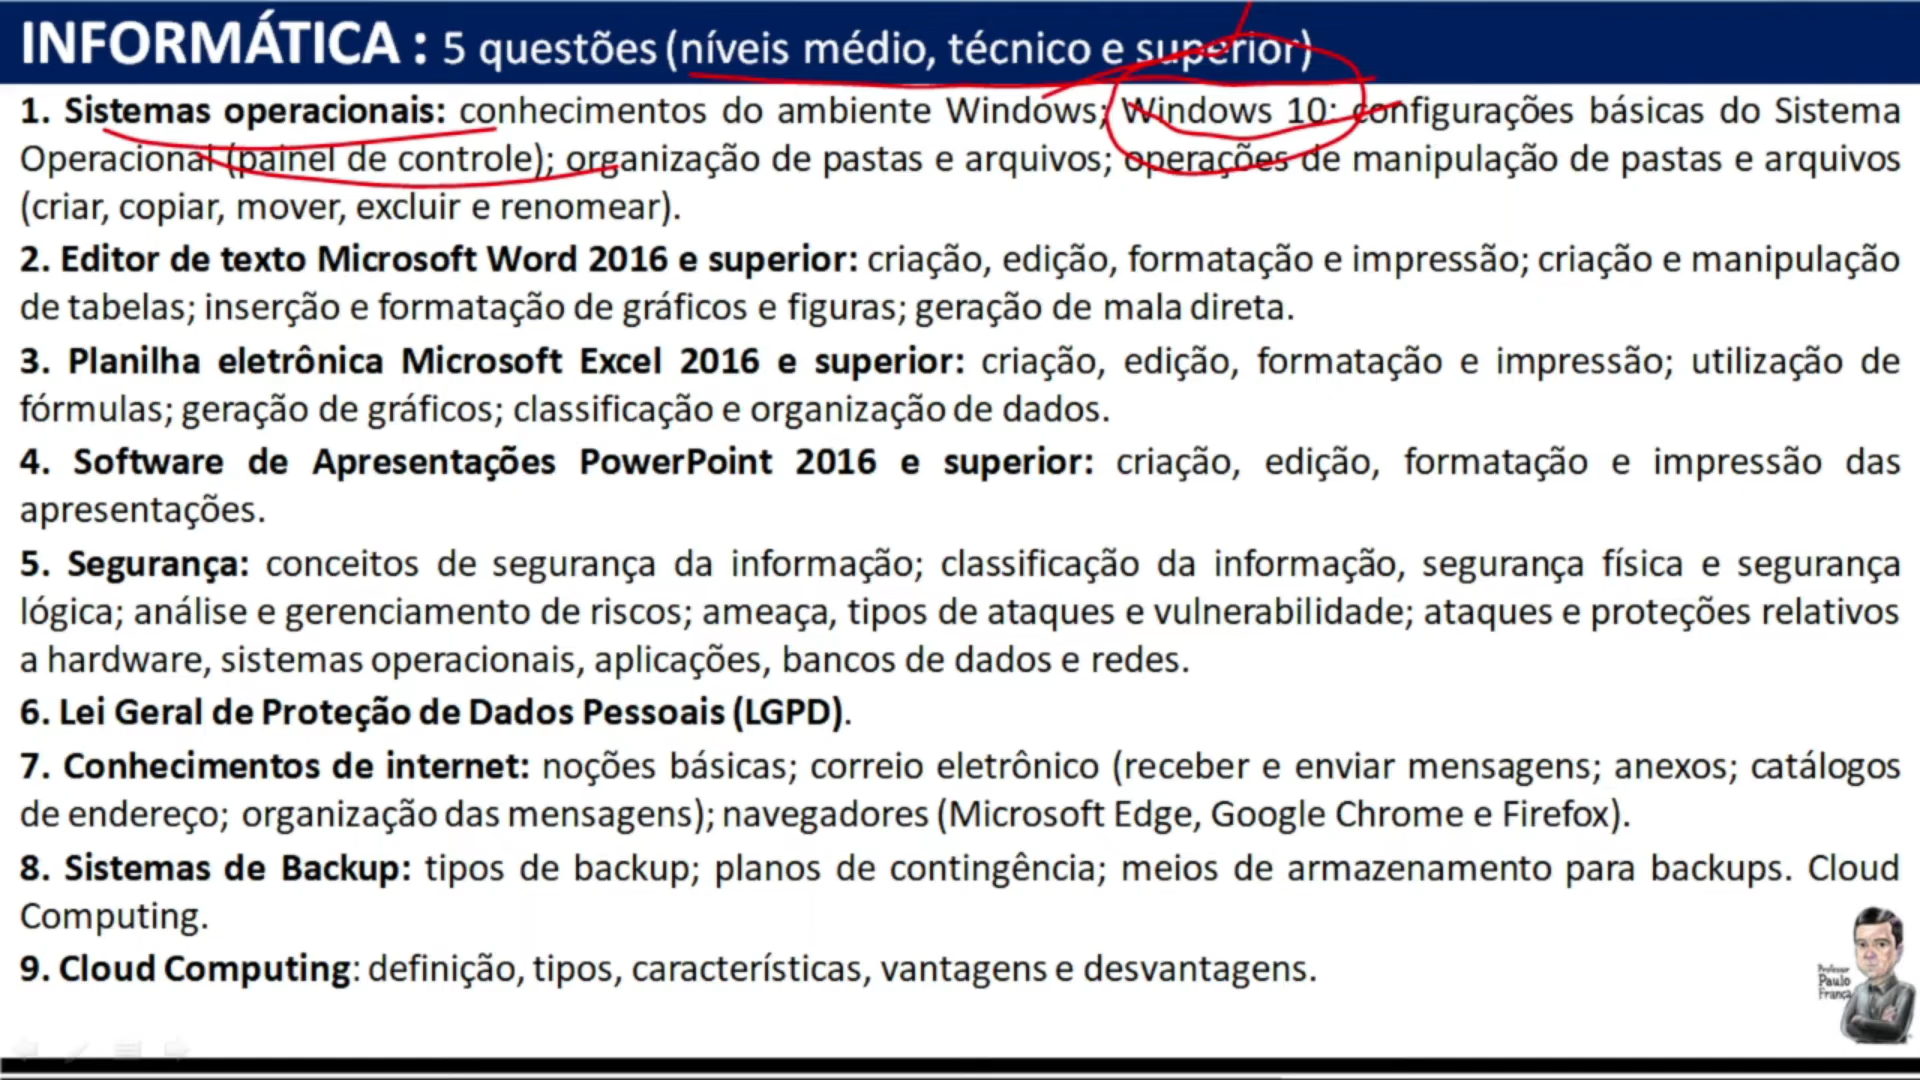 INFORMÁTICA : 5 questões (níveis médio, técnico e superior)
1. Sistemas operacionais: conhecimentos do ambiente Windows; Windows 10: configurações básicas do Sistema
Operacional (painel de controle); organização de pastas e arquivos; operações de manipulação de pastas e arquivos
(criar, copiar, mover, excluir e renomear).
2. Editor de texto Microsoft Word 2016 e superior: criação, edição, formatação e impressão; criação e manipulação
de tabelas; inserção e formatação de gráficos e figuras; geração de mala direta.
3. Planilha eletrônica Microsoft Excel 2016 e superior: criação, edição, formatação e impressão; utilização de
fórmulas; geração de gráficos; classificação e organização de dados.
4. Software de Apresentações PowerPoint 2016 e superior: criação, edição, formatação e impressão das
apresentações.
5. Segurança: conceitos de segurança da informação; classificação da informação, segurança física e segurança
lógica; análise e gerenciamento de riscos; ameaça, tipos de ataques e vulnerabilidade; ataques e proteções relativos
a hardware, sistemas operacionais, aplicações, bancos de dados e redes.
6. Lei Geral de Proteção de Dados Pessoais (LGPD).
7. Conhecimentos de internet: noções básicas; correio eletrônico (receber e enviar mensagens; anexos; catálogos
de endereço; organização das mensagens); navegadores (Microsoft Edge, Google Chrome e Firefox).
8. Sistemas de Backup: tipos de backup; planos de contingência; meios de armazenamento para backups. Cloud
Computing.
9. Cloud Computing: definição, tipos, características, vantagens e desvantagens.
Professor
Paulo
França